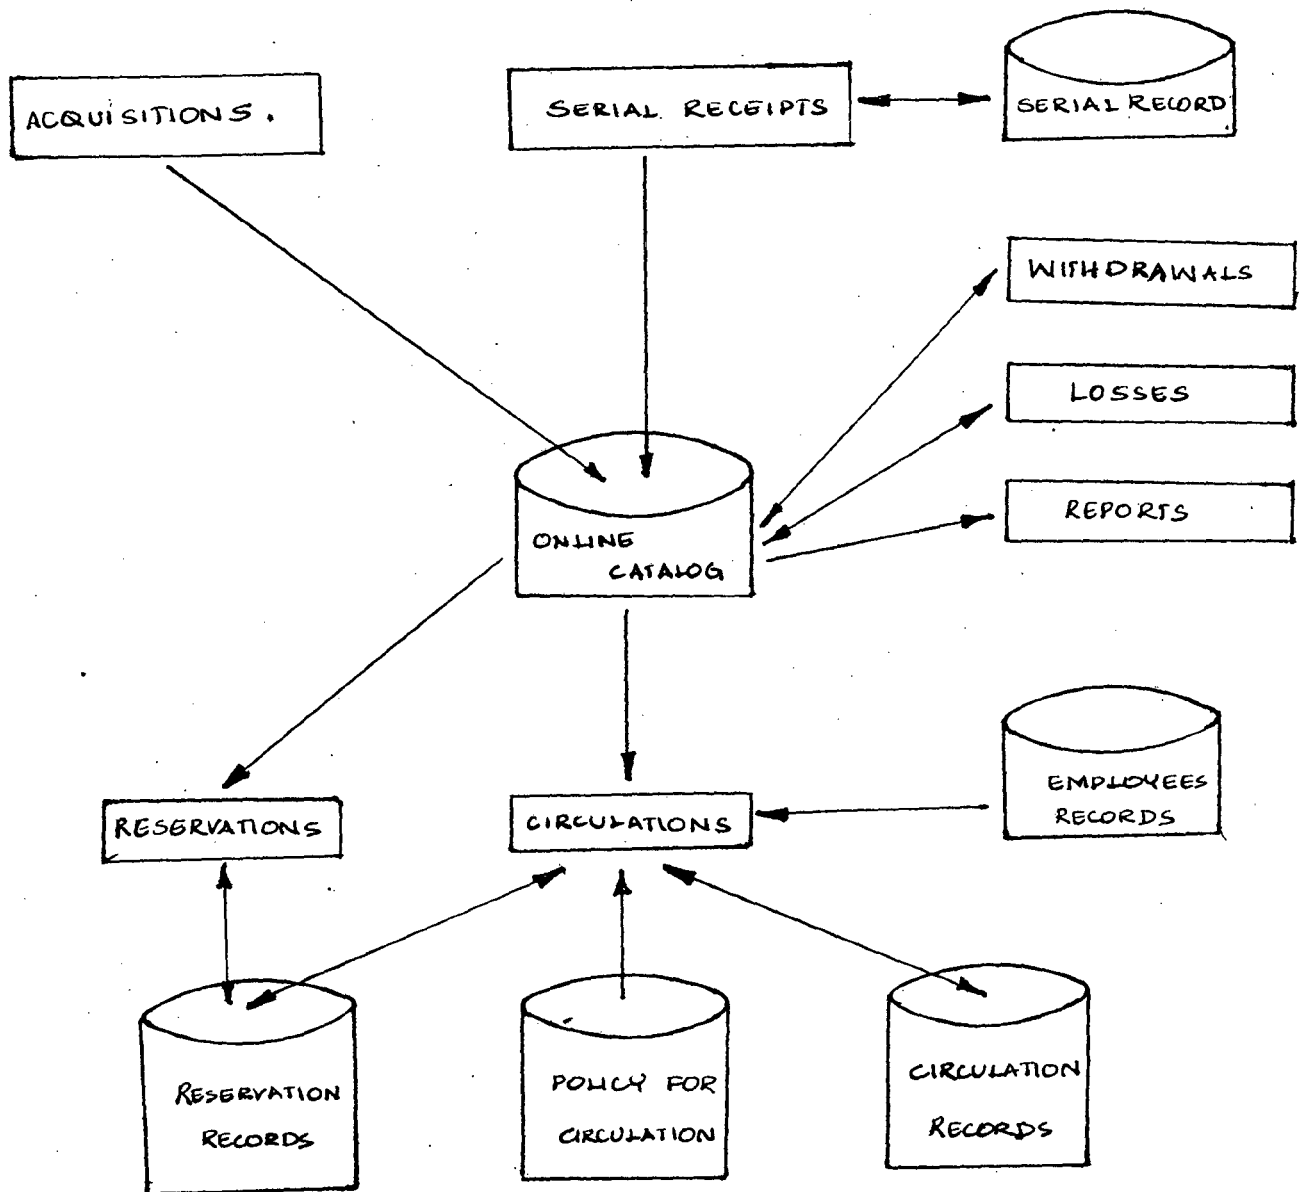 ACQUISITIONS.
SERIAL RECEIPTS
SERIAL RECORD
WITHDRAWALS
LOSSES
REPORTS
ONLINE
CATALOG
EMPLOYEES
RECORDS
RESERVATIONS
CIRCULATIONS
RESERVATION
RECORDS
POLICY FOR
CIRCULATION
CIRCULATION
RECORDS